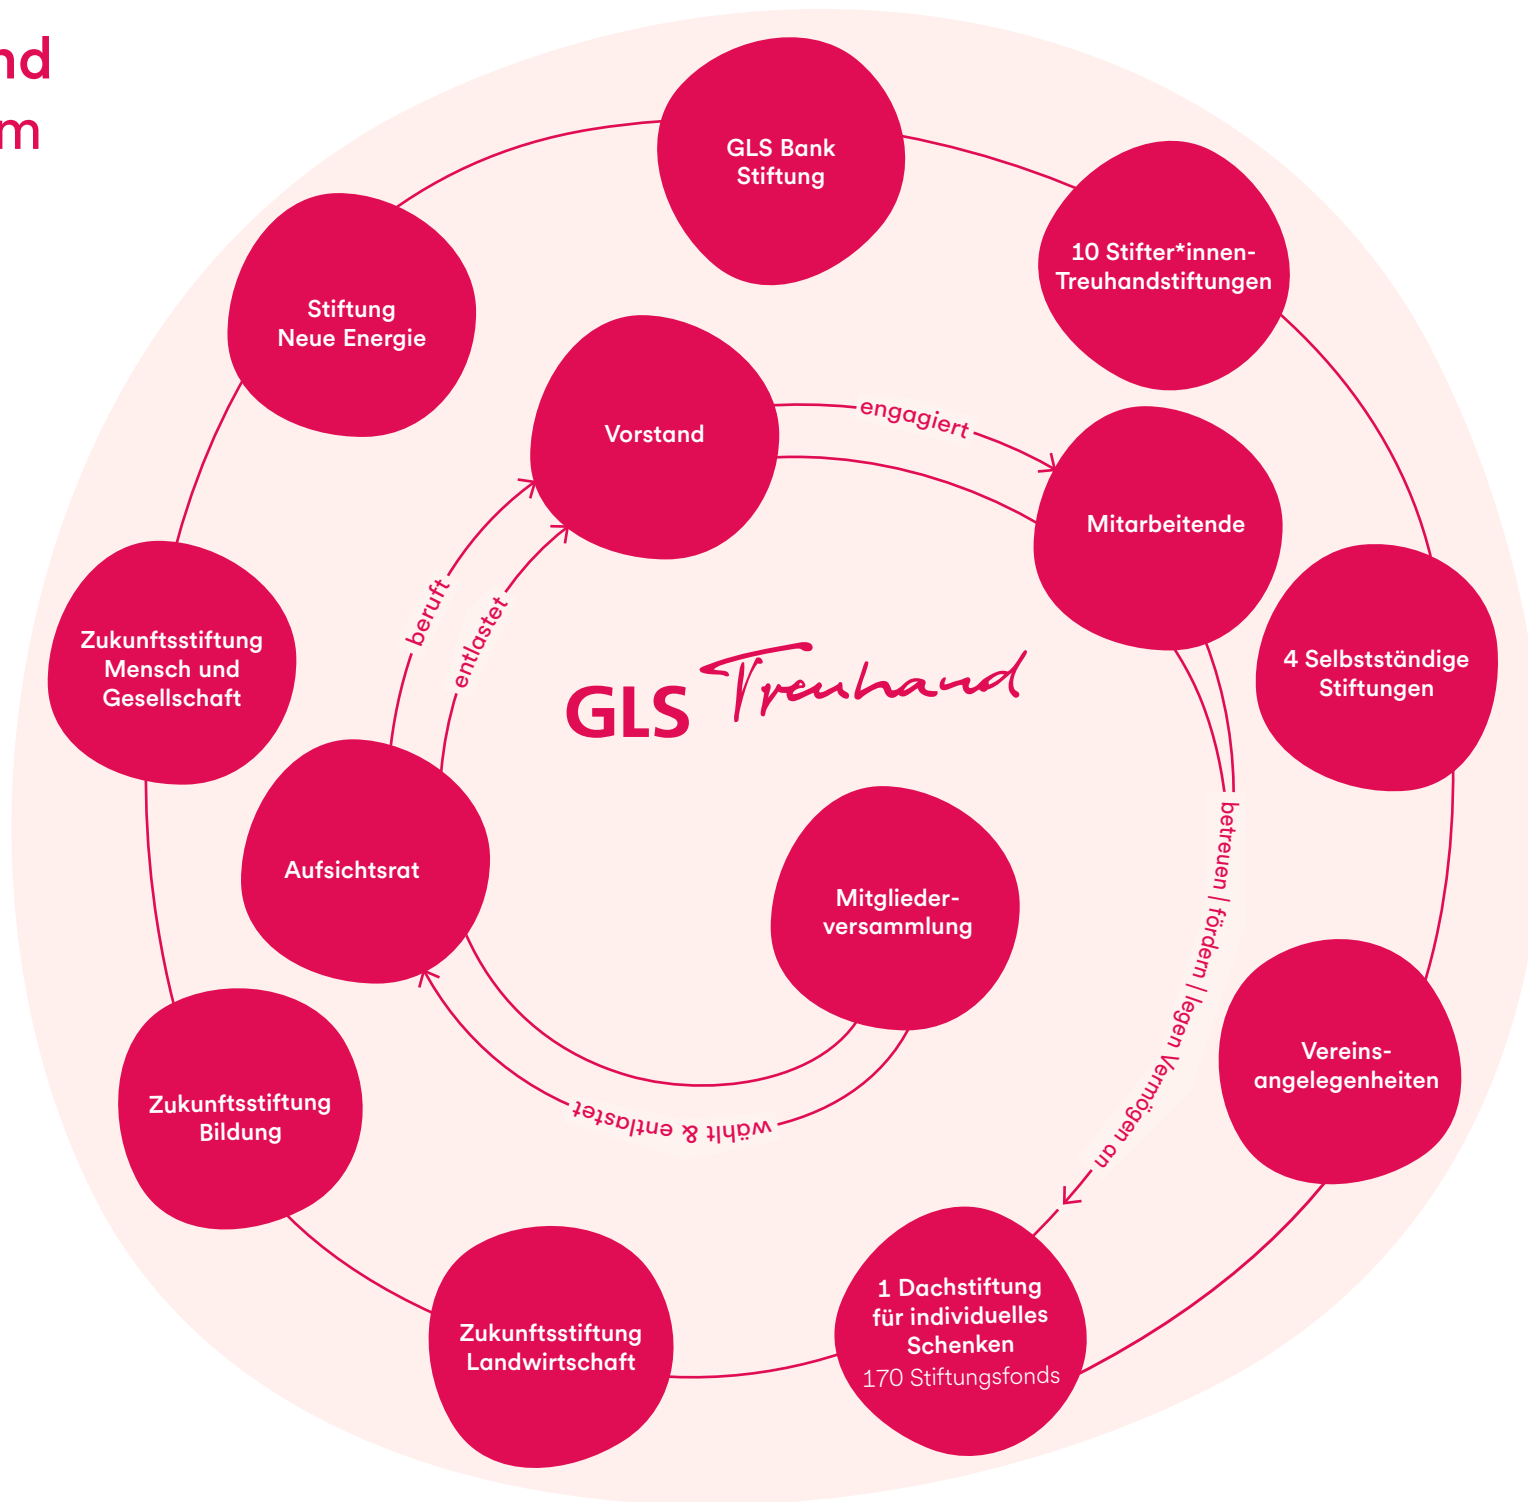 nd
m
GLS Bank
Stiftung
10 Stifter*innen-
Treuhandstiftungen
Stiftung
Neue Energie
Vorstand
engagiert
Mitarbeitende
beruft
entlastet
Zukunftsstiftung
Mensch und
Gesellschaft
GLS Treuhand
4 Selbstständige
Stiftungen
Aufsichtsrat
Mitglieder-
versammlung
betreuen | fördern | legen Vermögen an
wählt & entlastet
Vereins-
angelegenheiten
Zukunftsstiftung
Bildung
Zukunftsstiftung
Landwirtschaft
1 Dachstiftung
für individuelles
Schenken
170 Stiftungsfonds